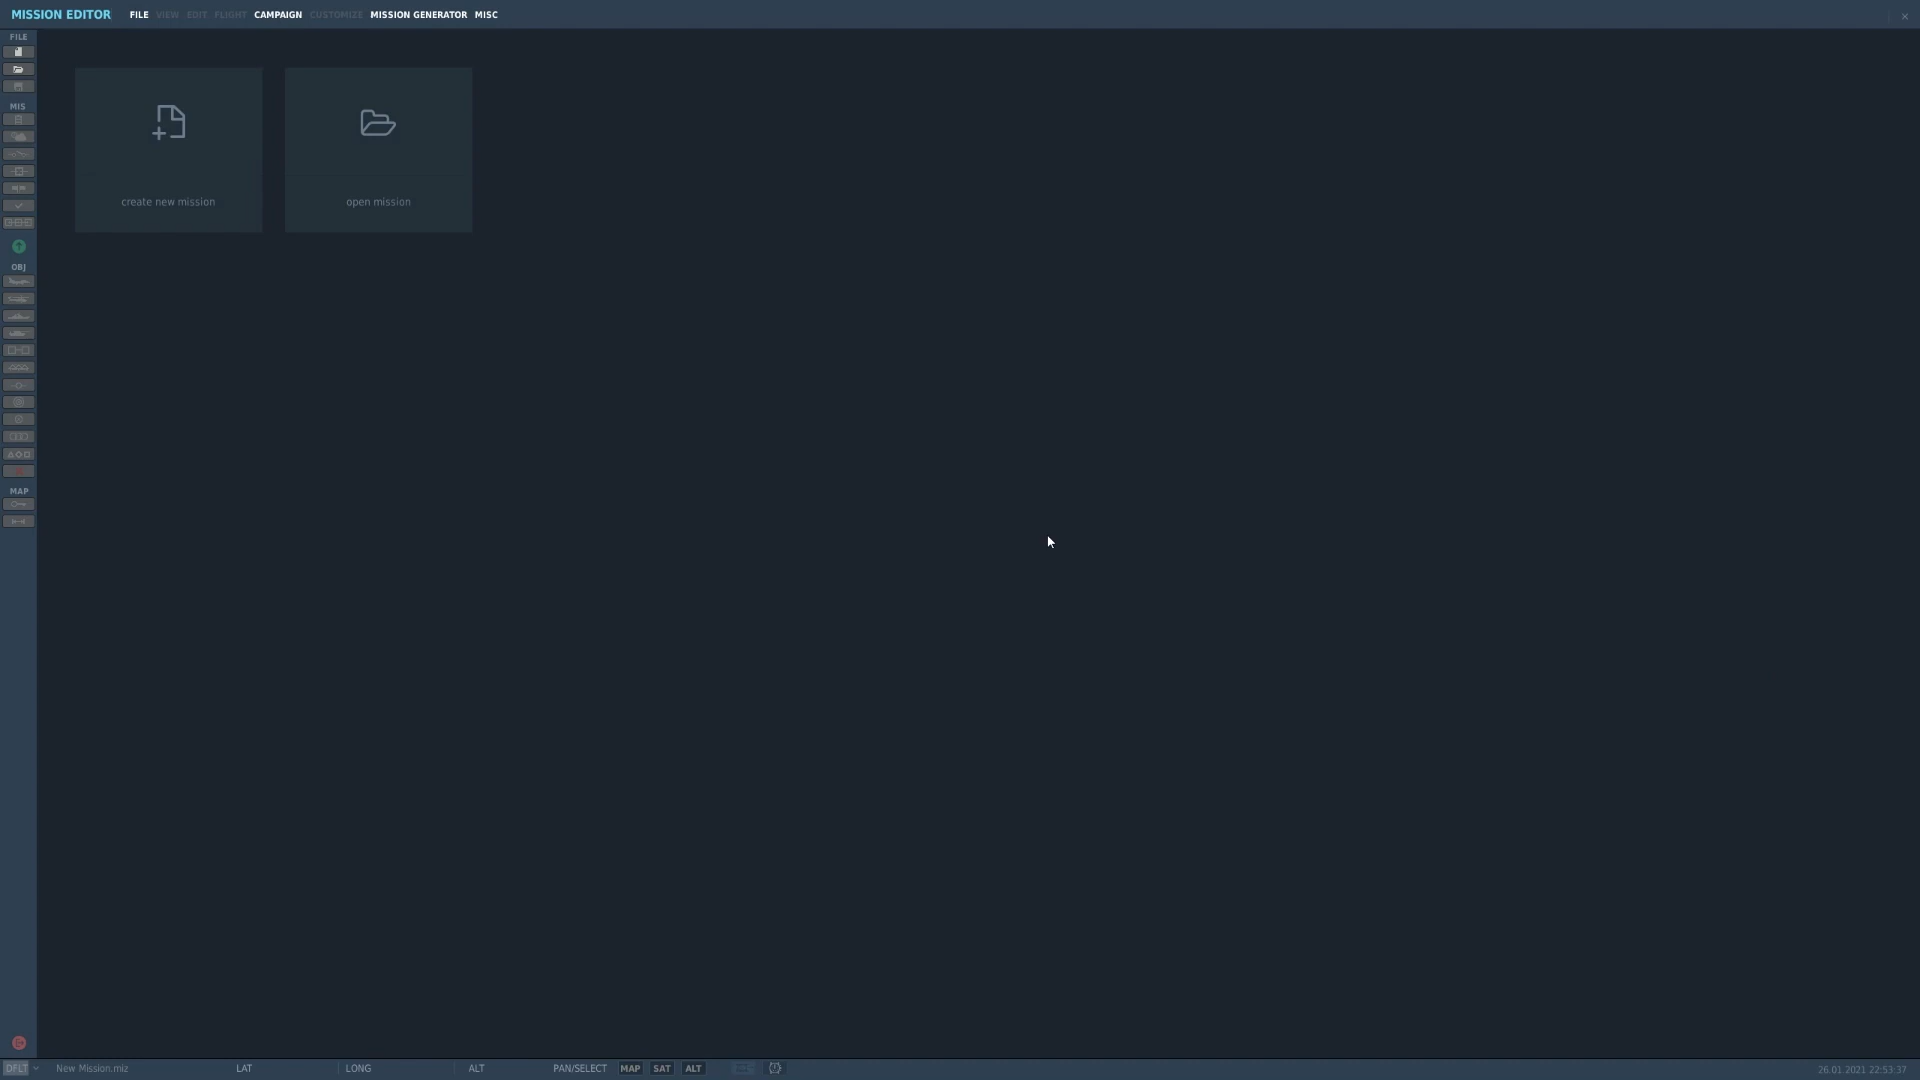 MISSION EDITOR FILE VIEW EDIT FLIGHT CAMPAIGN CUSTOMIZE MISSION GENERATOR MISC
FILE
create new mission open mission
MIS
OBJ
MAP
DFLT New Mission.miz LAT LONG ALT PAN/SELECT MAP SAT ALT 26.01.2021 22:53:37